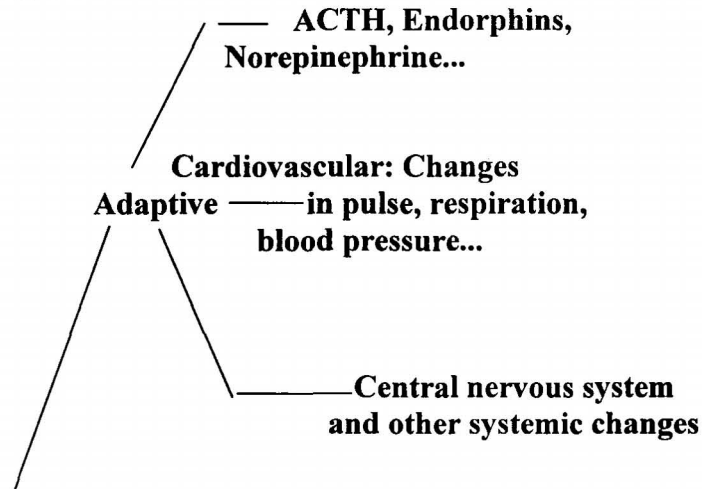 ACTH, Endorphins,
Norepinephrine...
Cardiovascular: Changes
Adaptive in pulse, respiration,
blood pressure...
Central nervous system
and other systemic changes